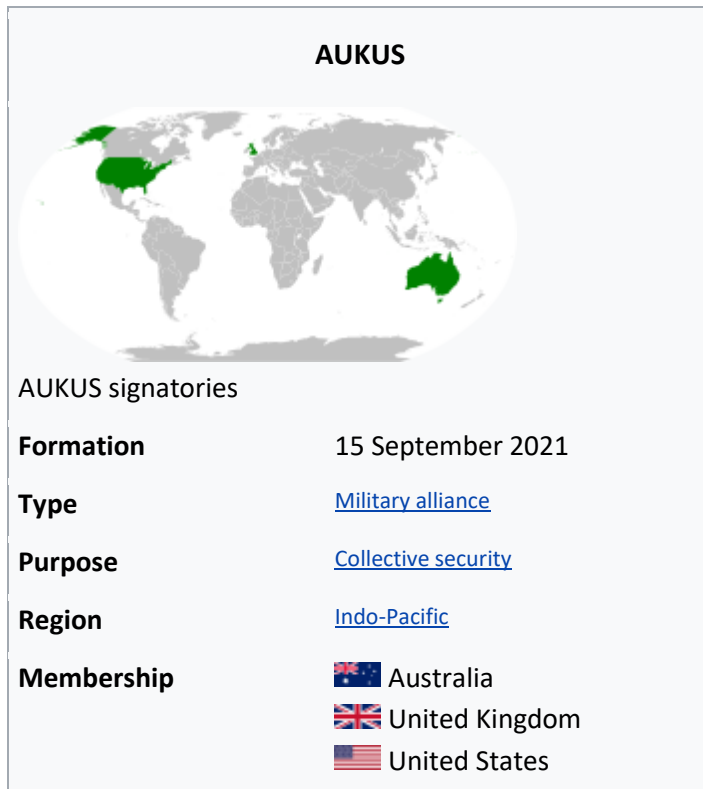 AUKUS
AUKUS signatories
Formation 15 September 2021
Type Military alliance
Purpose Collective security
Region Indo-Pacific
Membership Australia
United Kingdom
United States